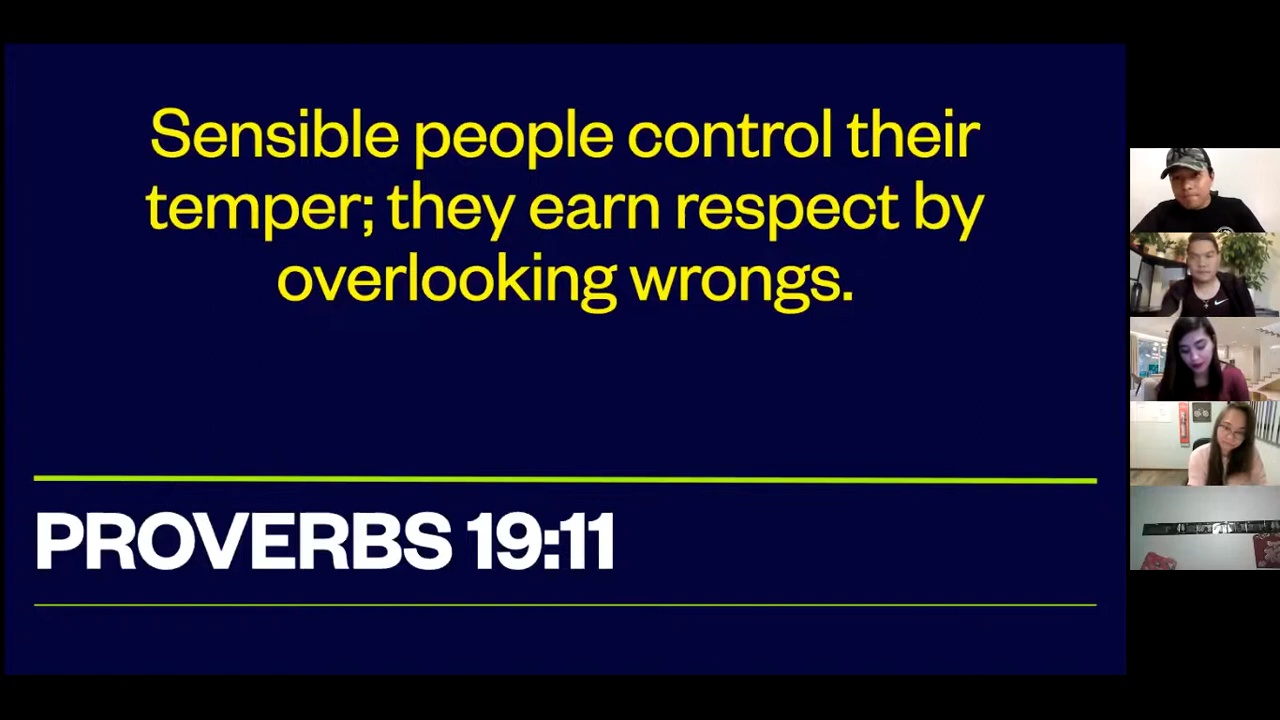 Sensible people control their
temper; they earn respect by
overlooking wrongs.
PROVERBS 19:11